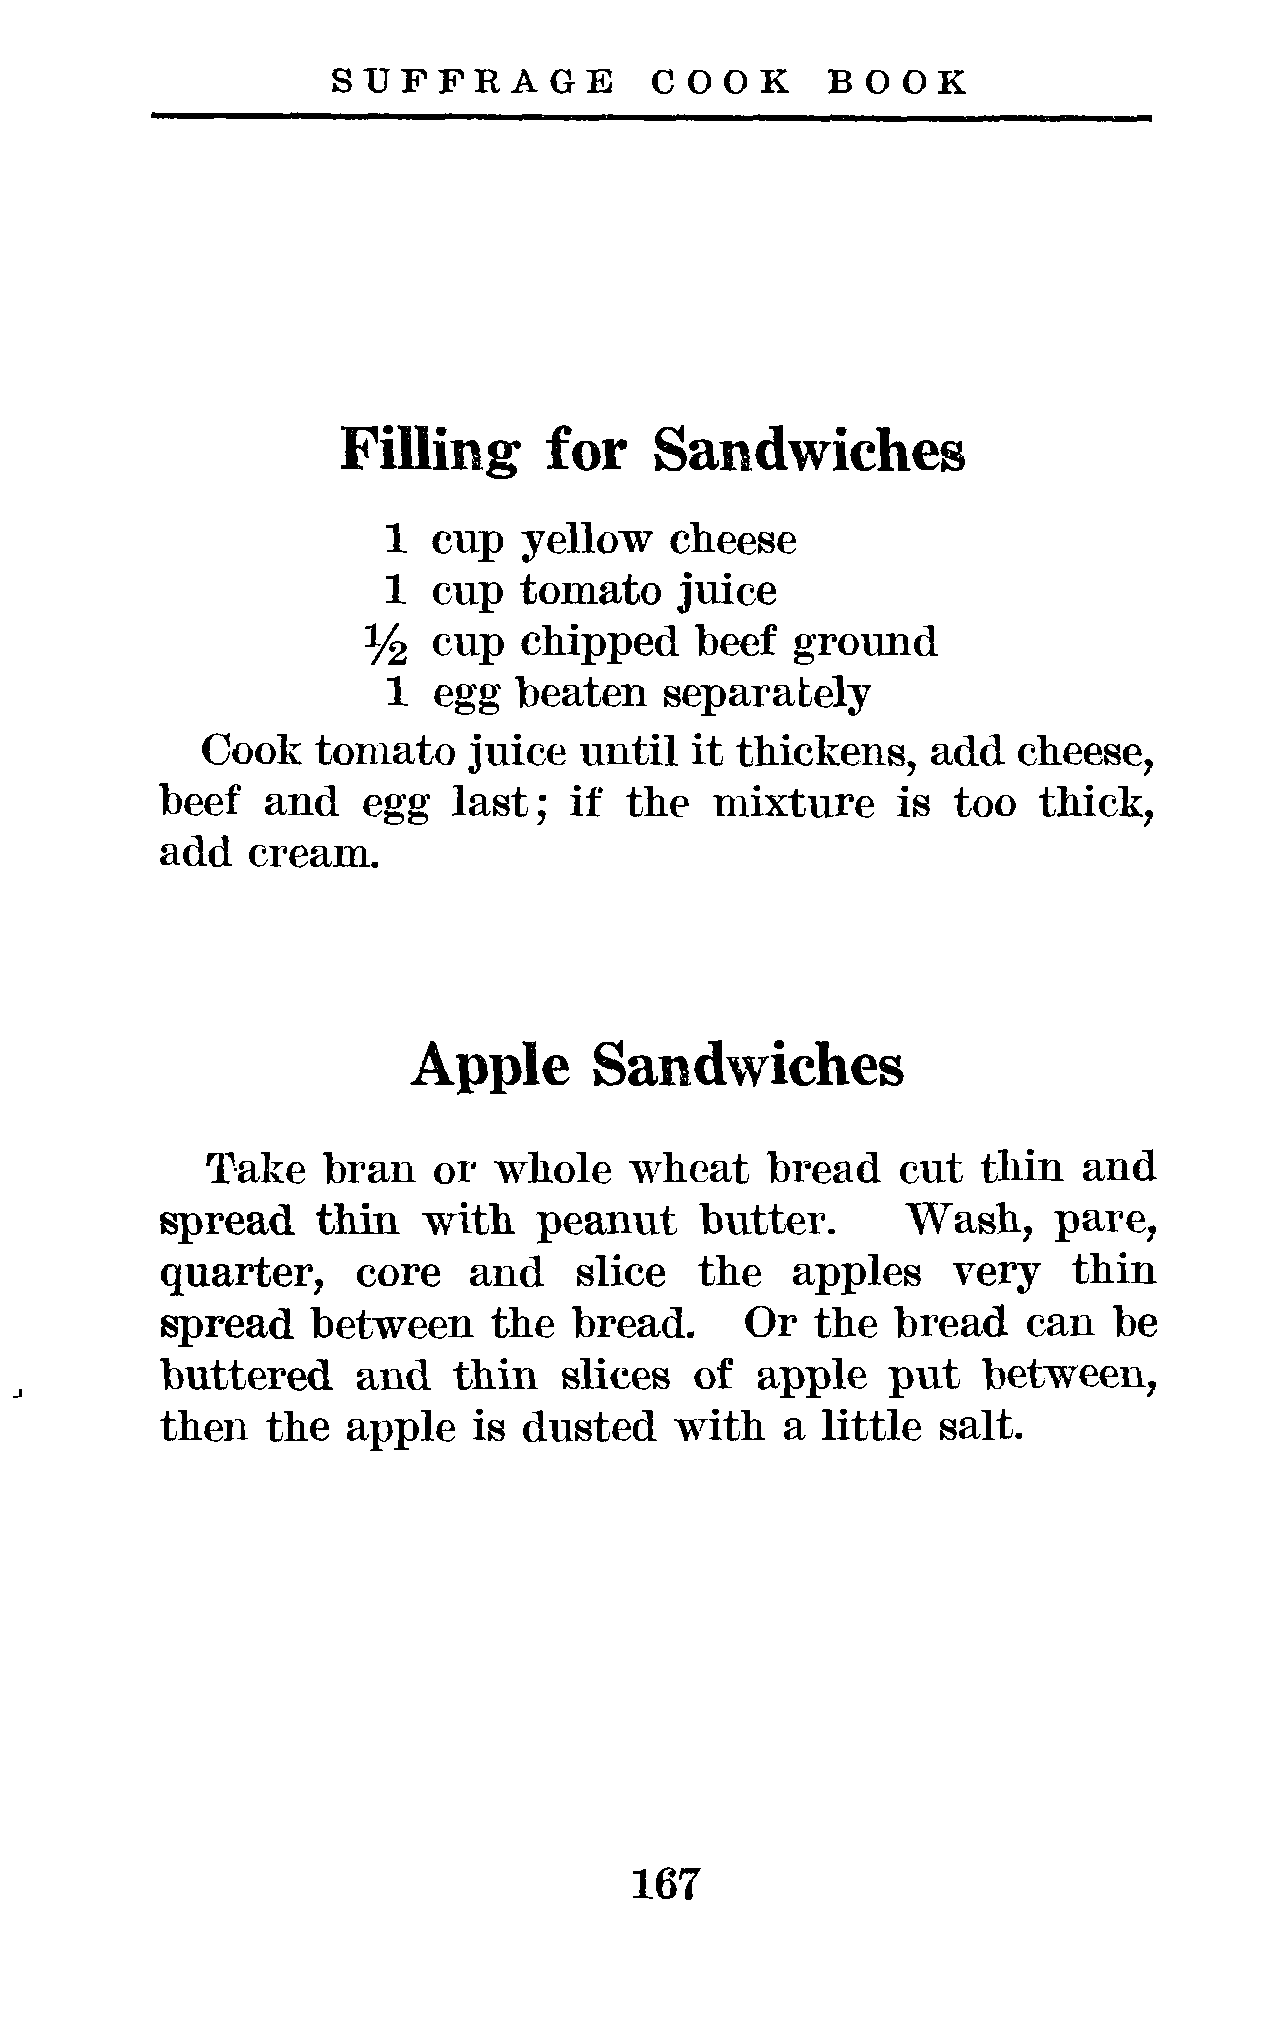 SUFFRAGE COOK BOOK
Filling for Sandwiches
1 cup yellow cheese
1 cup tomato juice
½ cup chipped beef ground
1 egg beaten separately
Cook tomato juice until it thickens, add cheese,
beef and egg last; if the mixture is too thick,
add cream.
Apple Sandwiches
Take bran or whole wheat bread cut thin and
spread thin with peanut butter. Wash, pare,
quarter, core and slice the apples very thin
spread between the bread. Or the bread can be
buttered and thin slices of apple put between,
then the apple is dusted with a little salt.
167